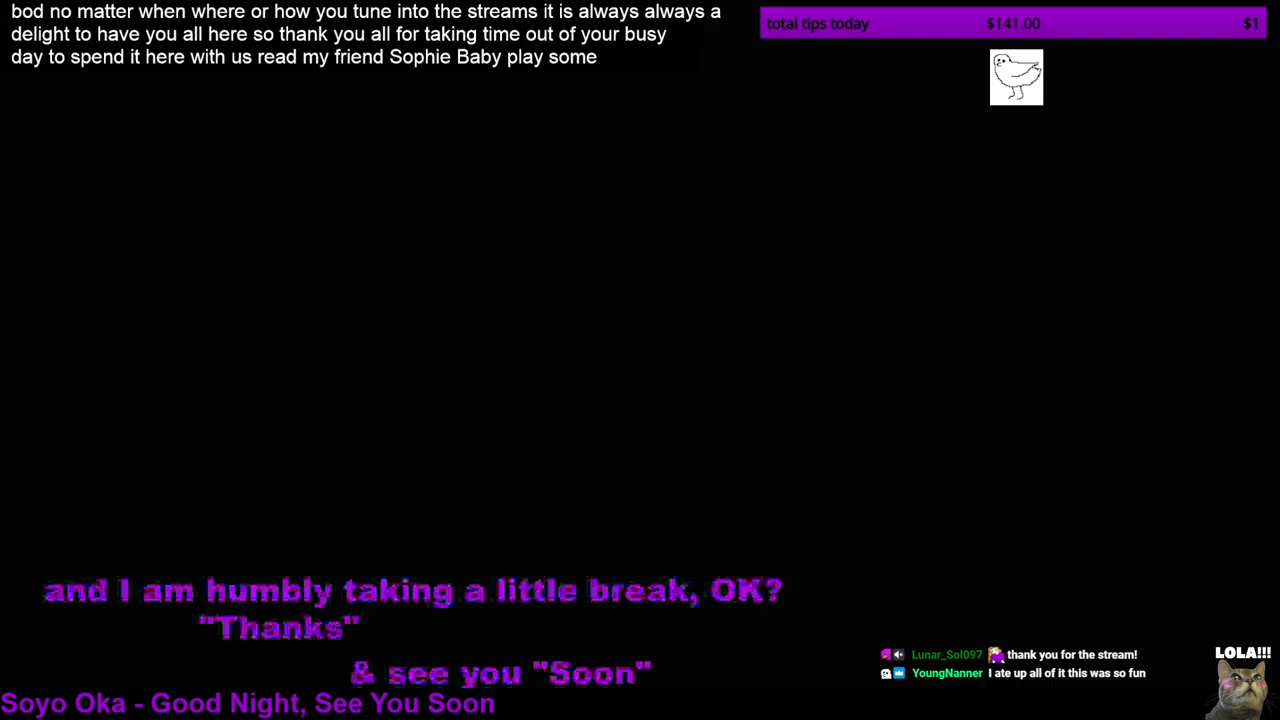 bod no matter when where or how you tune into the streams it is always always a
delight to have you all here so thank you all for taking time out of your busy
day to spend it here with us read my friend Sophie Baby play some
total tips today $141.00 $1
and I am humbly taking a little break, OK?
"Thanks"
& see you "Soon"
Lunar_Sol097 thank you for the stream!
YoungNanner I ate up all of it this was so fun
LOLA!!!
Soyo Oka - Good Night, See You Soon